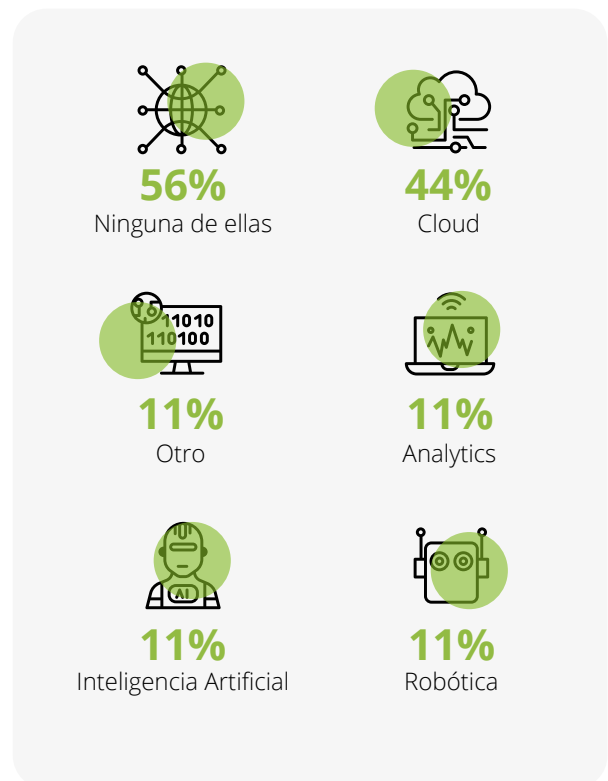 56%
Ninguna de ellas
44%
Cloud
11010
110100
11%
Otro
11%
Analytics
AI
11%
Inteligencia Artificial
11%
Robótica